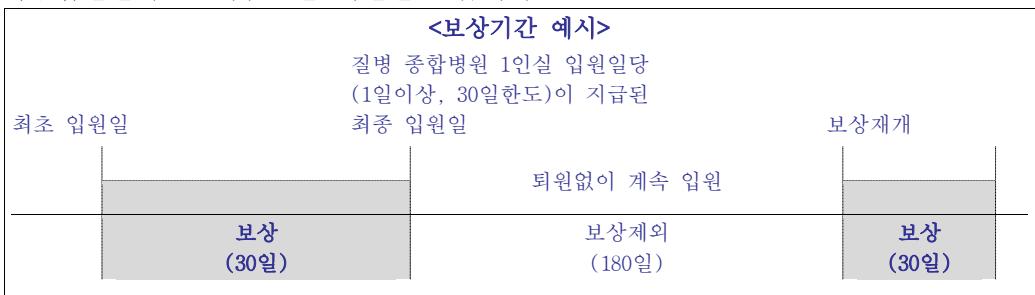 <보상기간 예시>
질병 종합병원 1인실 입원일당
(1일이상, 30일한도)이 지급된
최초 입원일 최종 입원일 보상재개
퇴원없이 계속 입원
보상 보상제외 보상
(30일) (180일) (30일)